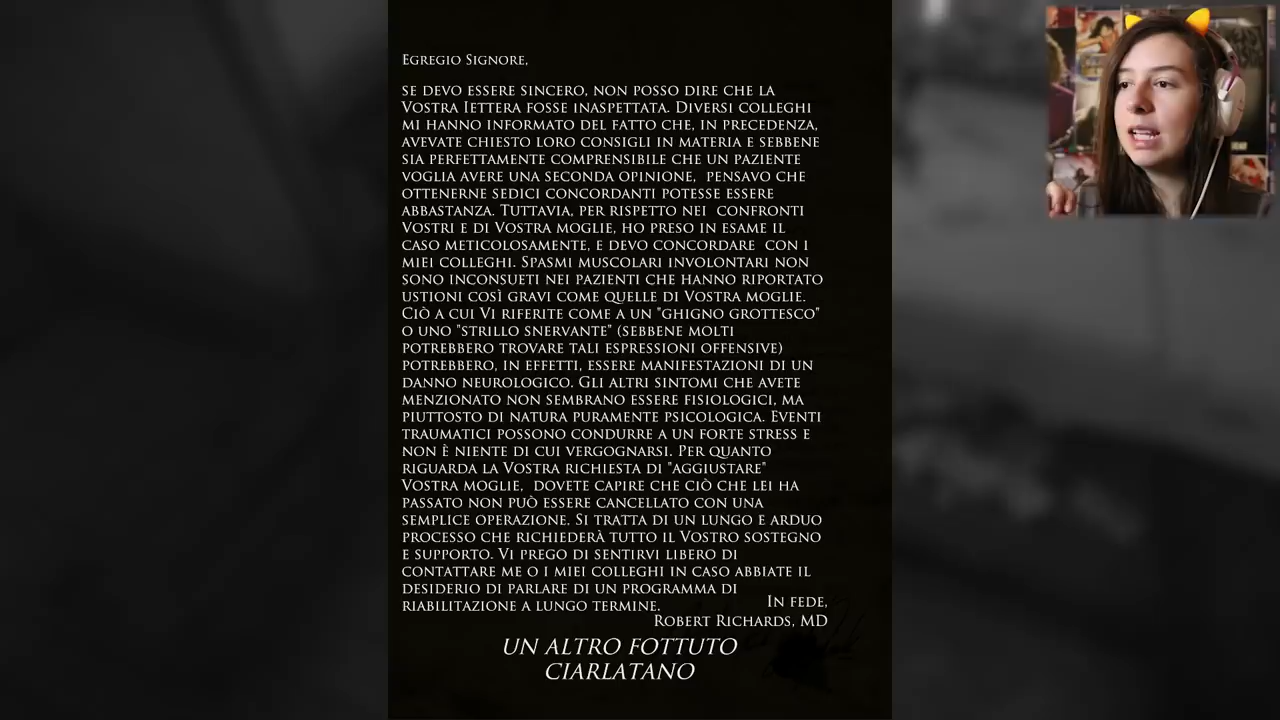 Egregio Signore,
se devo essere sincero, non posso dire che la
Vostra lettera fosse inaspettata. Diversi colleghi
mi hanno informato del fatto che, in precedenza,
avevate chiesto loro consigli in materia e sebbene
sia perfettamente comprensibile che un paziente
voglia avere una seconda opinione, pensavo che
ottenerne sedici concordanti potesse essere
abbastanza. Tuttavia, per rispetto nei confronti
Vostri e di Vostra moglie, ho preso in esame il
caso meticolosamente, e devo concordare con i
miei colleghi. Spasmi muscolari involontari non
sono inconsueti nei pazienti che hanno riportato
ustioni così gravi come quelle di Vostra moglie.
Ciò a cui Vi riferite come a un "ghigno grottesco"
o uno "strillo snervante" (sebbene molti
potrebbero trovare tali espressioni offensive)
potrebbero, in effetti, essere manifestazioni di un
danno neurologico. Gli altri sintomi che avete
menzionato non sembrano essere fisiologici, ma
piuttosto di natura puramente psicologica. Eventi
traumatici possono condurre a un forte stress e
non è niente di cui vergognarsi. Per quanto
riguarda la Vostra richiesta di "aggiustare"
Vostra moglie, dovete capire che ciò che lei ha
passato non può essere cancellato con una
semplice operazione. Si tratta di un lungo e arduo
processo che richiederà tutto il Vostro sostegno
e supporto. Vi prego di sentirvi libero di
contattare me o i miei colleghi in caso abbiate il
desiderio di parlare di un programma di
riabilitazione a lungo termine.
In fede,
Robert Richards, MD
UN ALTRO FOTTUTO
CIARLATANO